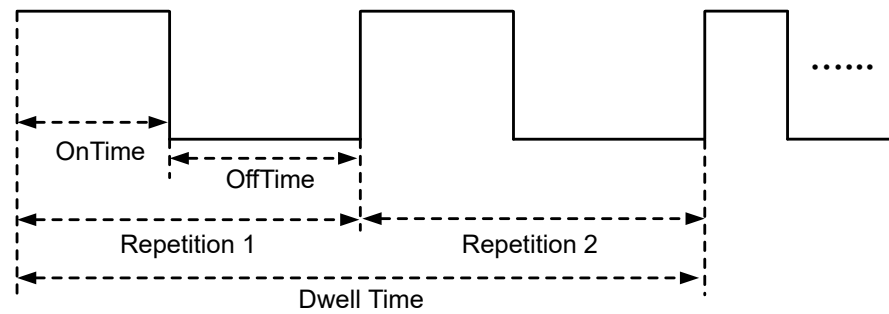 ......
OnTime
OffTime
Repetition 1
Repetition 2
Dwell Time